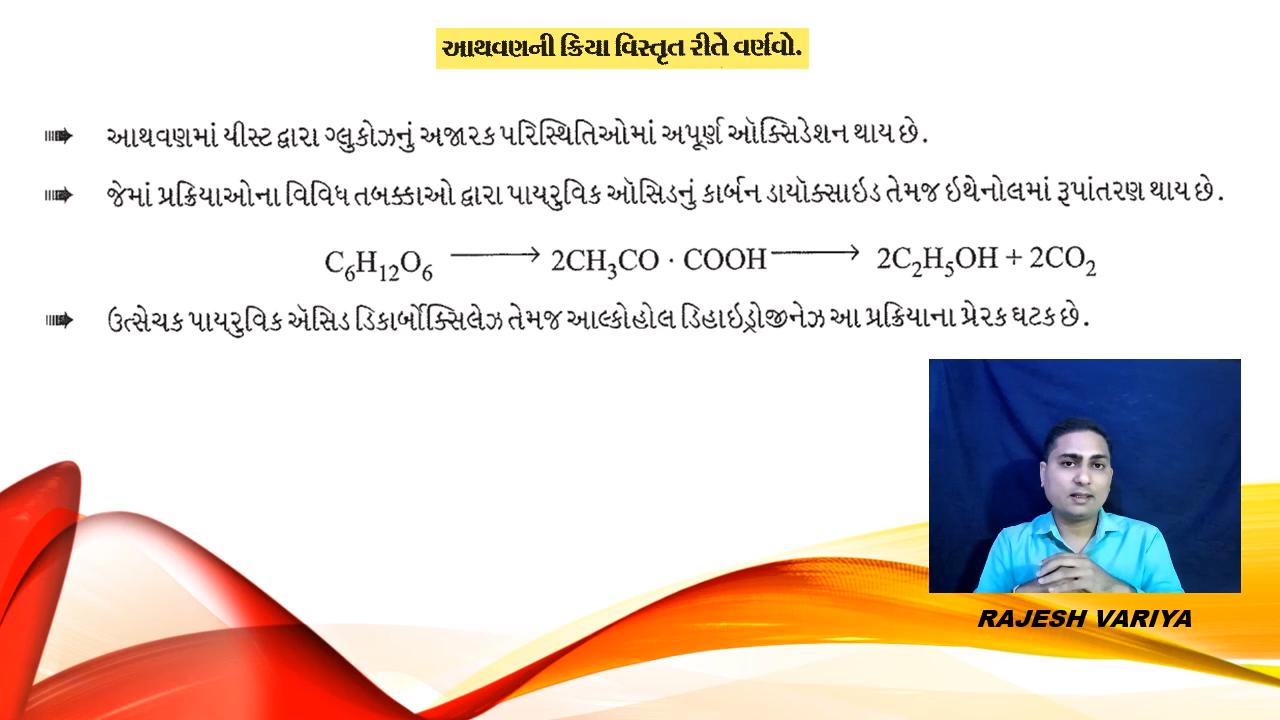 આથવણની ક્રિયા વિસ્તૃત રીતે વર્ણવો.
આથવણમાં યીસ્ટ દ્વારા ગ્લુકોઝનું અજારક પરિસ્થિતિઓમાં અપૂર્ણ ઑક્સિડેશન થાય છે.
જેમાં પ્રક્રિયાઓના વિવિધ તબક્કાઓ દ્વારા પાયરુવિક ઑસિડનું કાર્બન ડાયૉક્સાઇડ તેમજ ઇથેનોલમાં રૂપાંતરણ થાય છે.
C₆H₁₂O₆ ⟶ 2CH₃CO · COOH ⟶ 2C₂H₅OH + 2CO₂
ઉત્સેચક પાયરુવિક ઍસિડ ડિકાર્બોક્સિલેઝ તેમજ આલ્કોહોલ ડિહાઇડ્રોજીનેઝ આ પ્રક્રિયાના પ્રેરક ઘટક છે.
RAJESH VARIYA